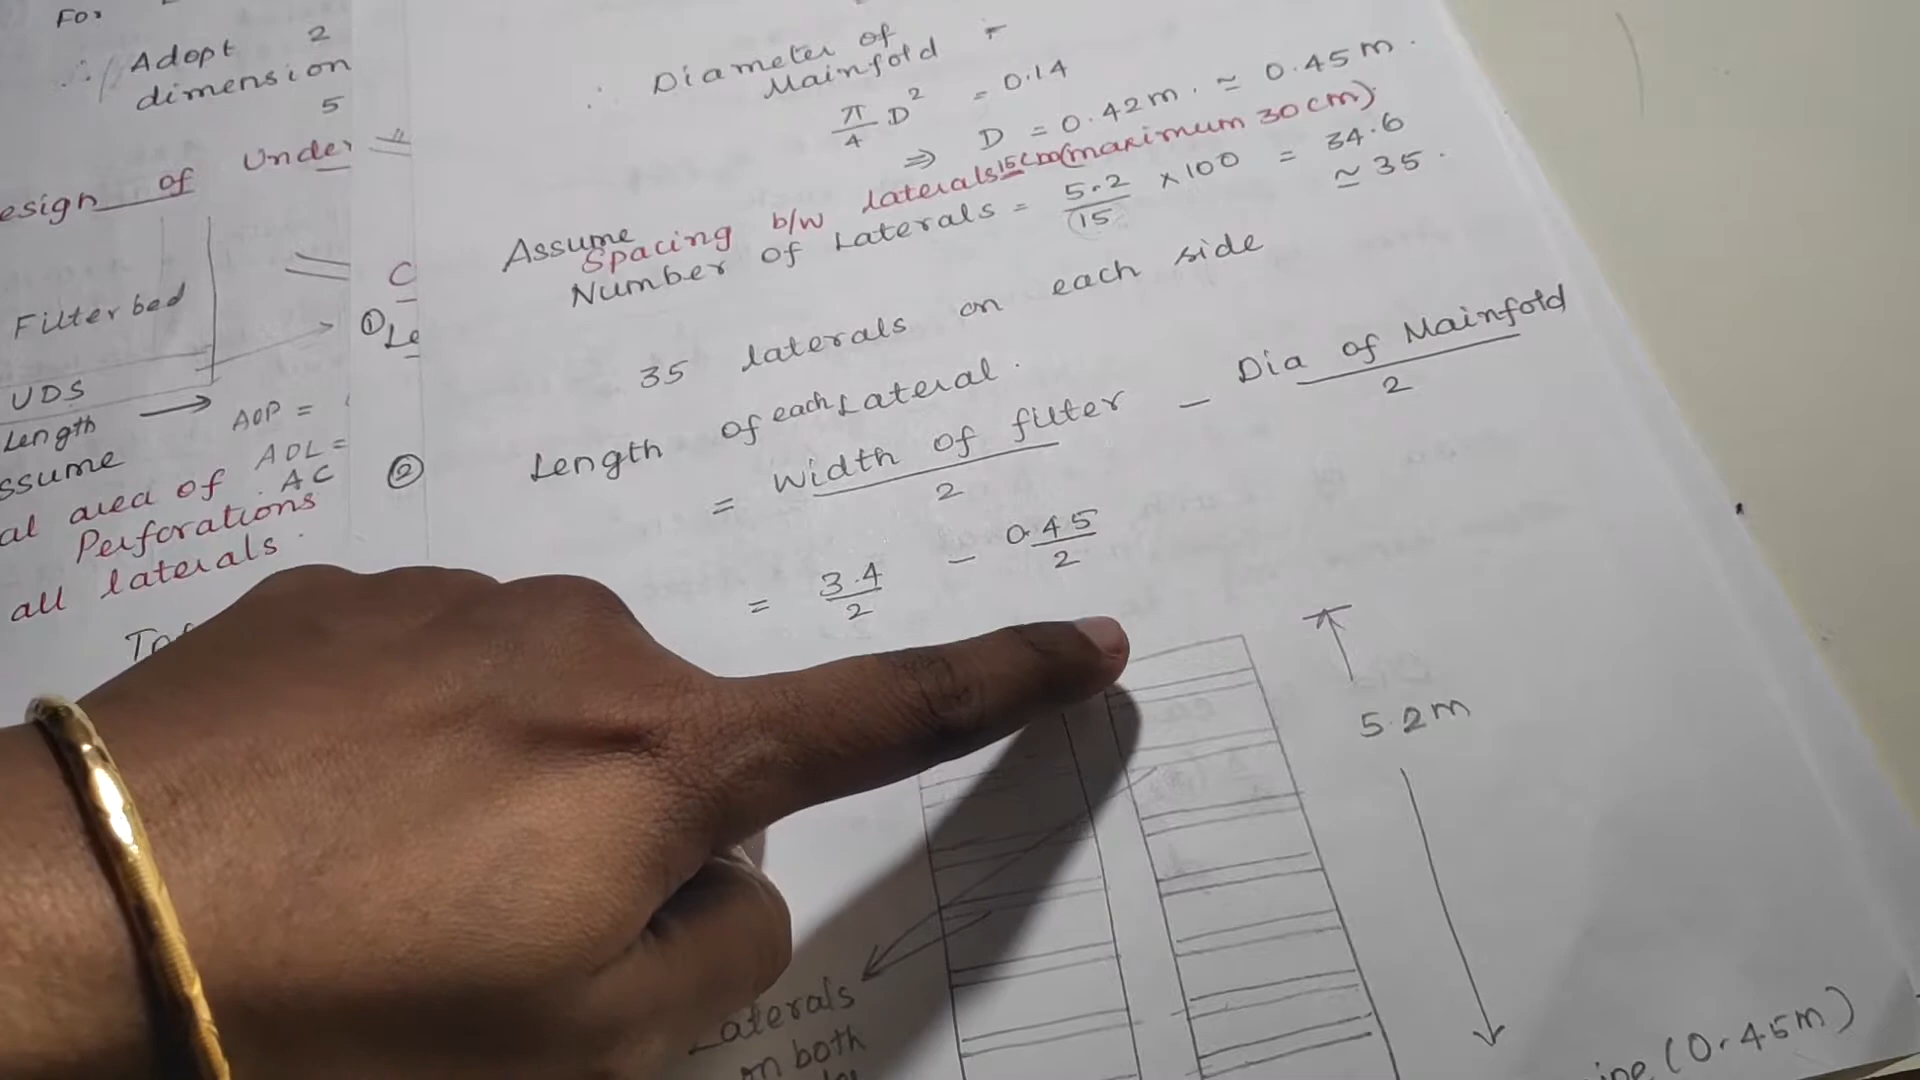 For
∴ Adopt 2
dimension
5
esign of Under
C
Filter bed
① Le
UDS
Length →
AOP =
ssume
AOL =
al area of AC
Perforations
all laterals.
∴ Diameter of
Mainfold =
π/4 D² = 0.14
⇒ D = 0.42m. ≃ 0.45m.
Assume Spacing b/w laterals 15cm (maximum 30cm).
Number of Laterals = 5.2/15 × 100 = 34.6
≃ 35.
35 laterals on each side
② Length of each Lateral.
= Width of filter/2 - Dia of Mainfold/2
= 3.4/2 - 0.45/2
5.2m
Laterals
on both
(0.45m)